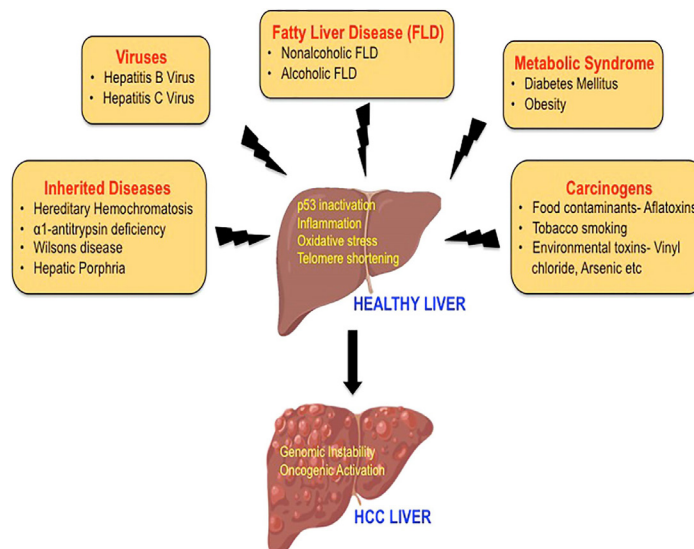 Fatty Liver Disease (FLD)
• Nonalcoholic FLD
• Alcoholic FLD
Viruses
• Hepatitis B Virus
• Hepatitis C Virus
Metabolic Syndrome
• Diabetes Mellitus
• Obesity
Inherited Diseases
• Hereditary Hemochromatosis
• α1-antitrypsin deficiency
• Wilsons disease
• Hepatic Porphria
Carcinogens
• Food contaminants- Aflatoxins
• Tobacco smoking
• Environmental toxins- Vinyl
chloride, Arsenic etc
p53 inactivation
Inflammation
Oxidative stress
Telomere shortening
HEALTHY LIVER
Genomic Instability
Oncogenic Activation
HCC LIVER